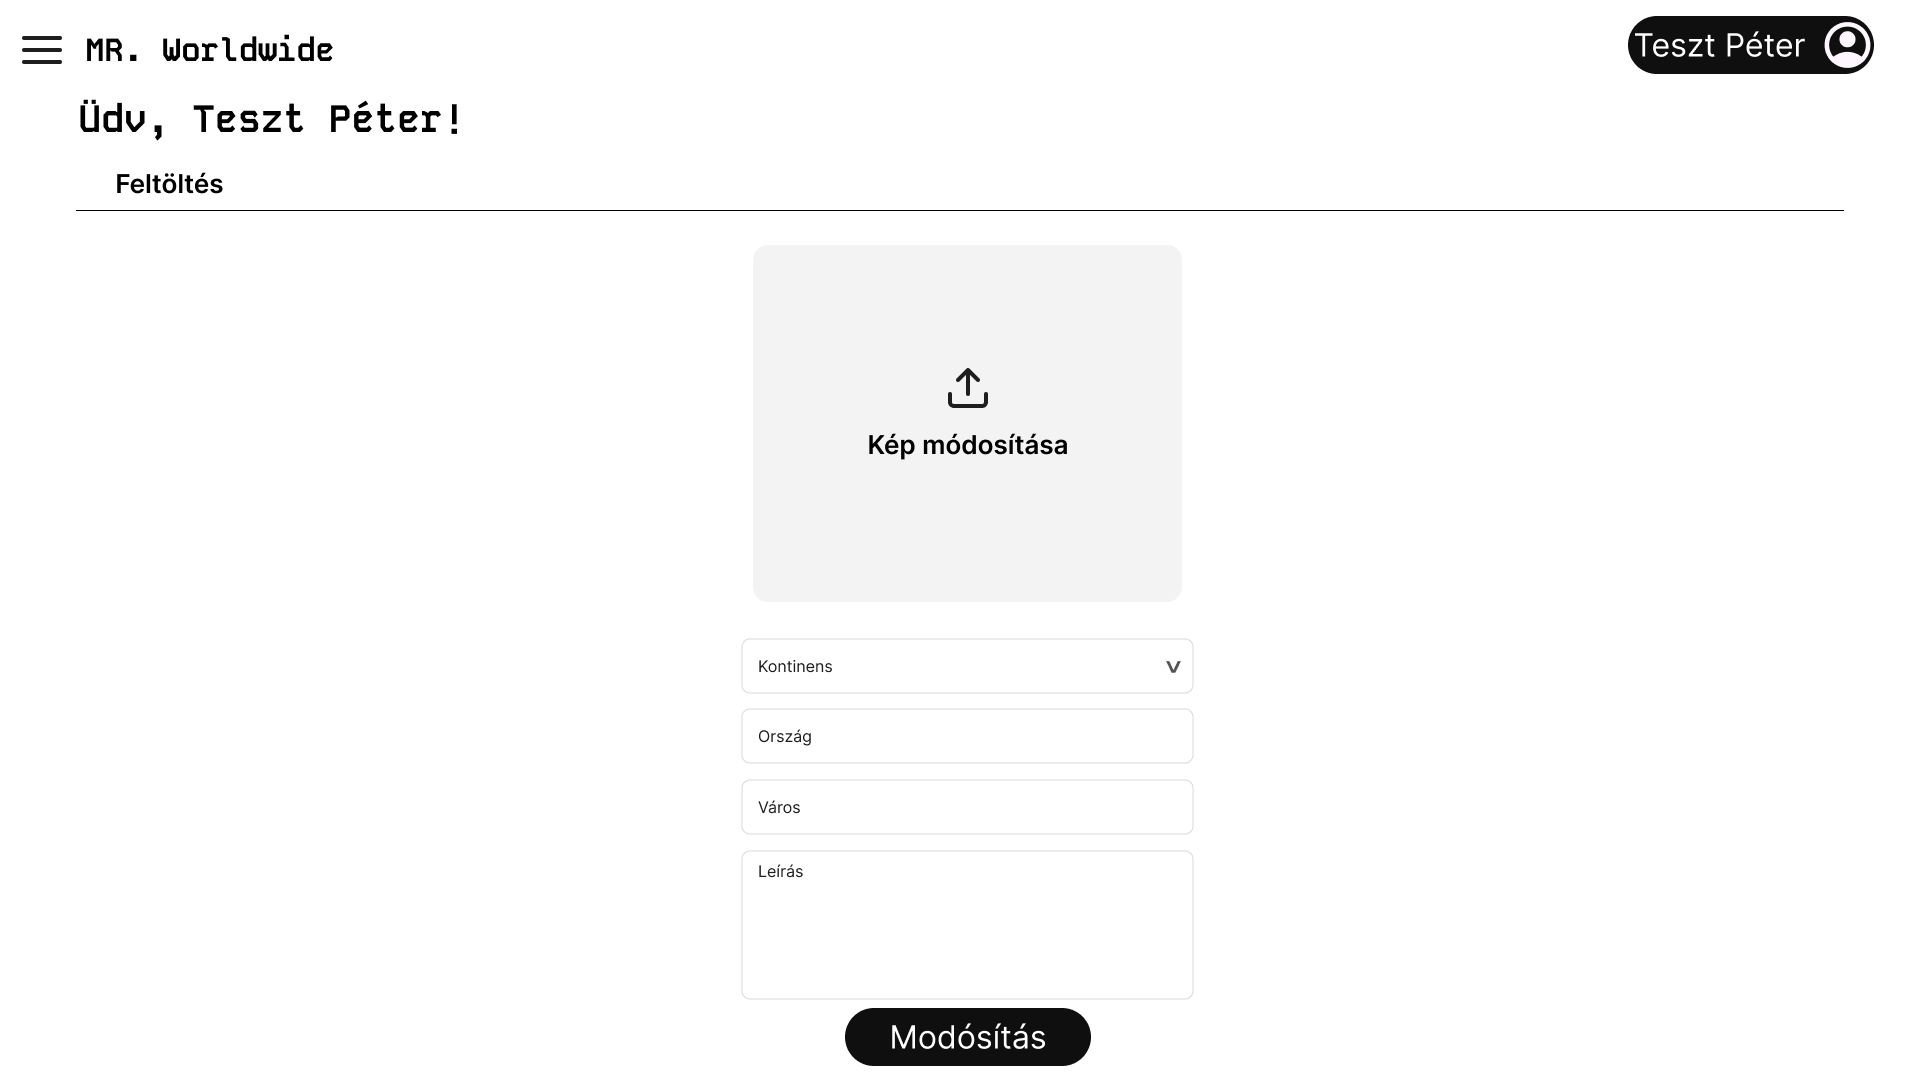 MR. Worldwide
Teszt Péter
Üdv, Teszt Péter!
Feltöltés
Kép módosítása
Kontinens
Ország
Város
Leírás
Modósítás